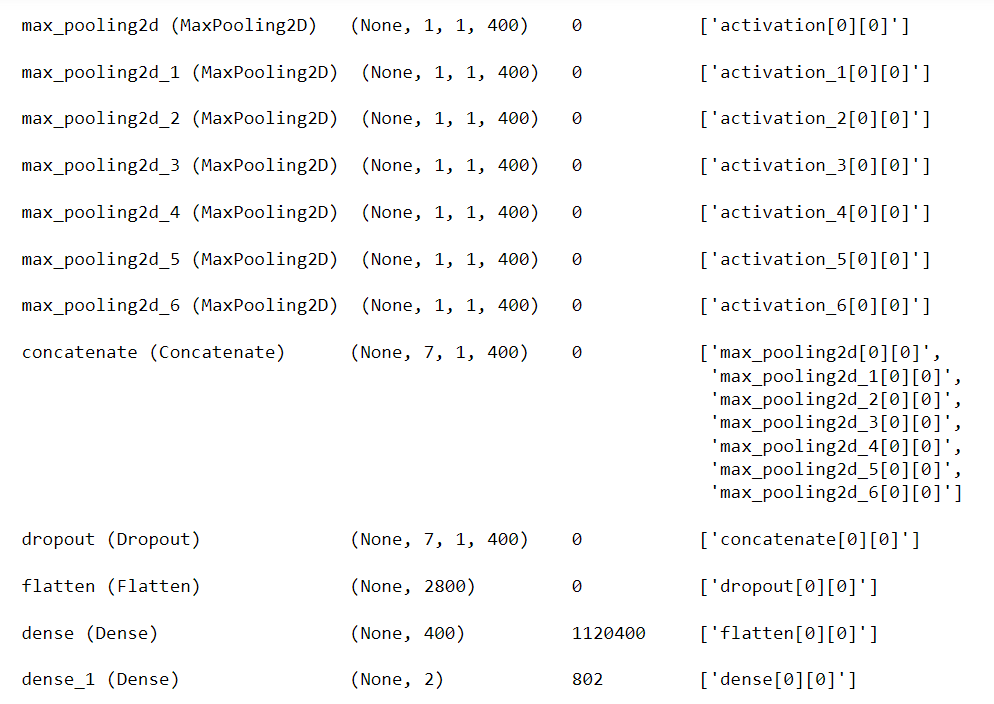 max_pooling2d (MaxPooling2D)   (None, 1, 1, 400)    0         ['activation[0][0]']
max_pooling2d_1 (MaxPooling2D)  (None, 1, 1, 400)   0         ['activation_1[0][0]']
max_pooling2d_2 (MaxPooling2D)  (None, 1, 1, 400)   0         ['activation_2[0][0]']
max_pooling2d_3 (MaxPooling2D)  (None, 1, 1, 400)   0         ['activation_3[0][0]']
max_pooling2d_4 (MaxPooling2D)  (None, 1, 1, 400)   0         ['activation_4[0][0]']
max_pooling2d_5 (MaxPooling2D)  (None, 1, 1, 400)   0         ['activation_5[0][0]']
max_pooling2d_6 (MaxPooling2D)  (None, 1, 1, 400)   0         ['activation_6[0][0]']
concatenate (Concatenate)      (None, 7, 1, 400)    0         ['max_pooling2d[0][0]',
'max_pooling2d_1[0][0]',
'max_pooling2d_2[0][0]',
'max_pooling2d_3[0][0]',
'max_pooling2d_4[0][0]',
'max_pooling2d_5[0][0]',
'max_pooling2d_6[0][0]']
dropout (Dropout)              (None, 7, 1, 400)    0         ['concatenate[0][0]']
flatten (Flatten)              (None, 2800)         0         ['dropout[0][0]']
dense (Dense)                  (None, 400)          1120400   ['flatten[0][0]']
dense_1 (Dense)                (None, 2)            802       ['dense[0][0]']